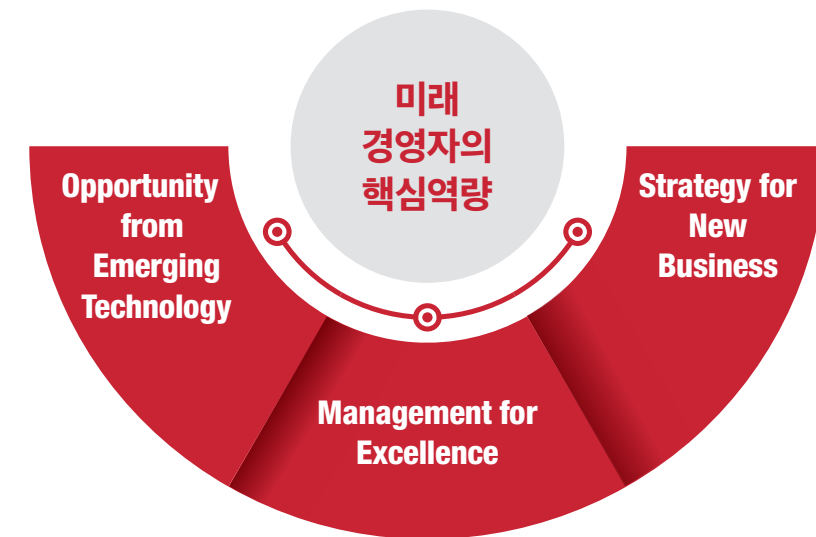 미래
경영자의
핵심역량
Opportunity
from
Emerging
Technology
Management for
Excellence
Strategy for
New
Business